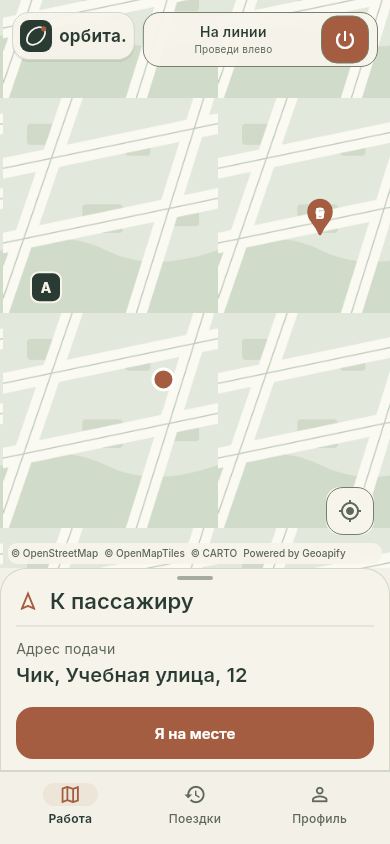 орбита.
На линии
Проведи влево
A
© OpenStreetMap © OpenMapTiles © CARTO Powered by Geoapify
К пассажиру
Адрес подачи
Чик, Учебная улица, 12
Я на месте
Работа
Поездки
Профиль